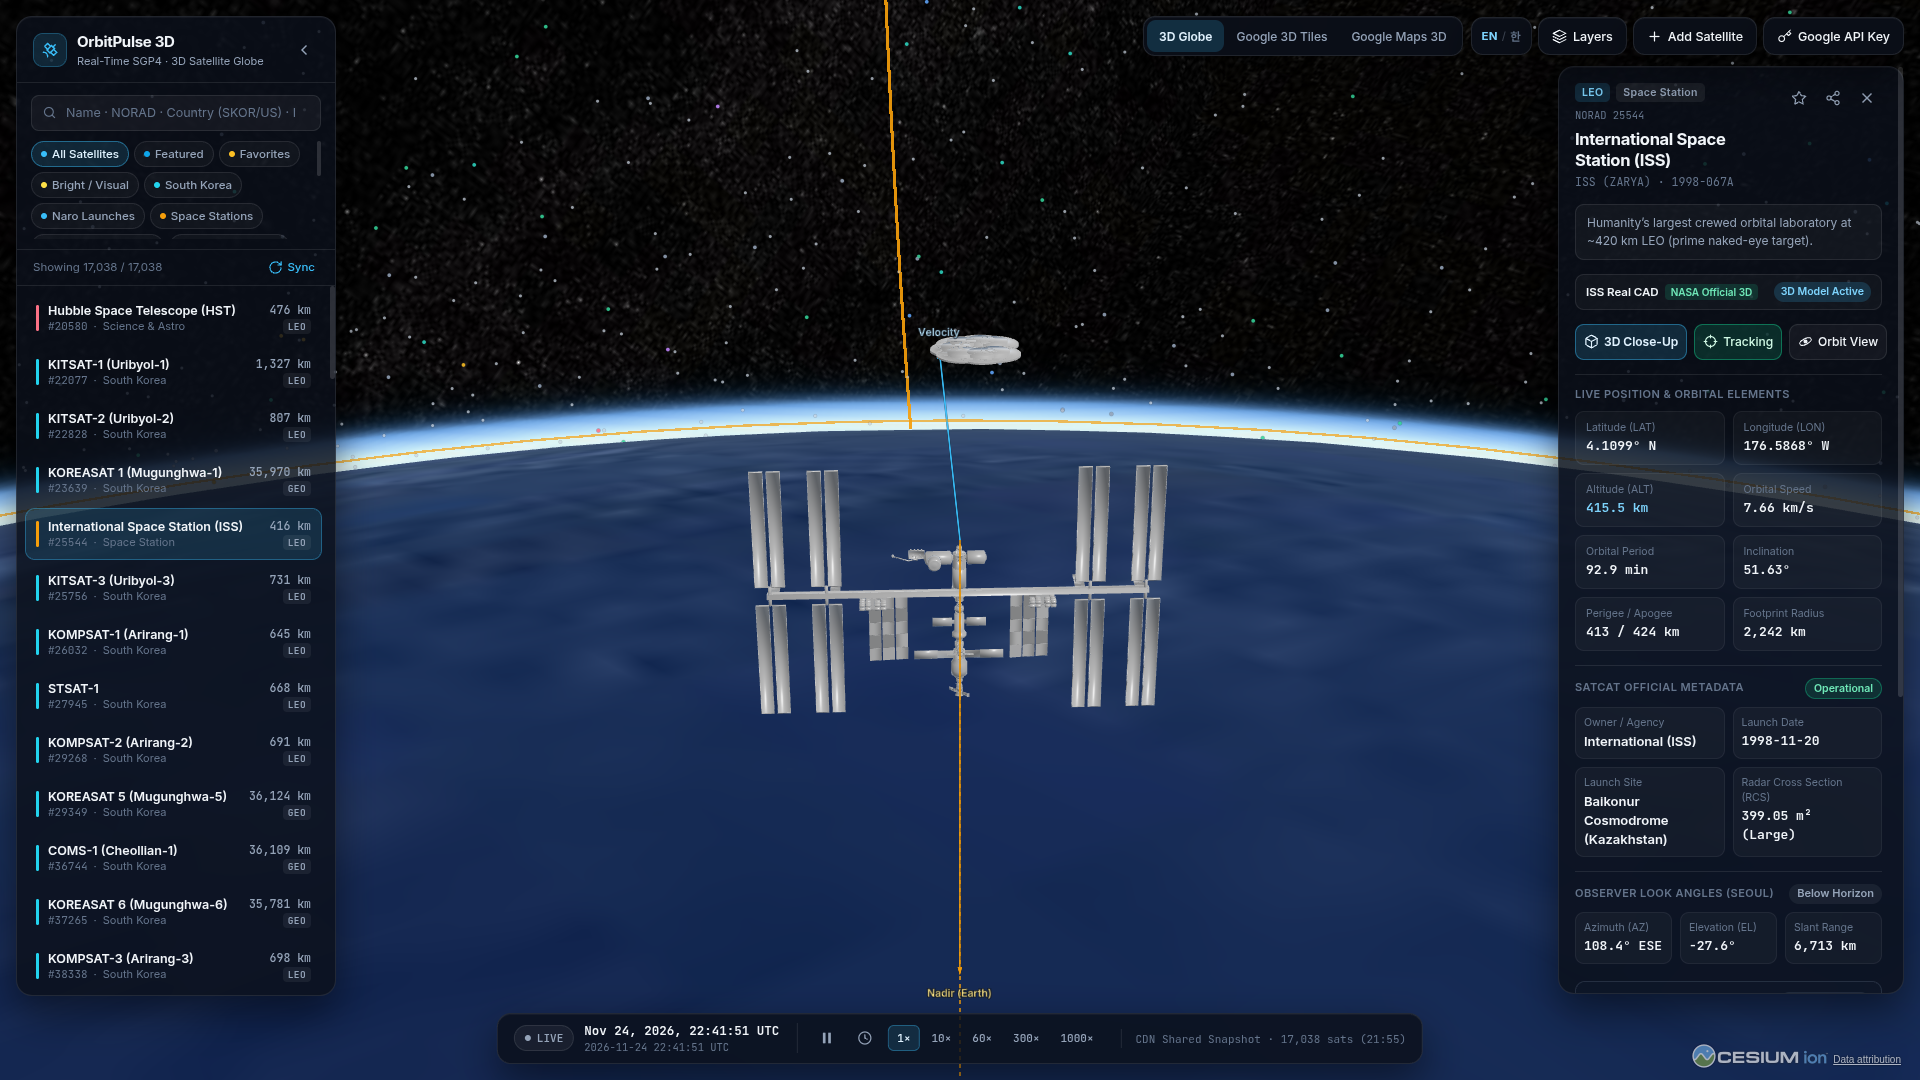 OrbitPulse 3D
Real-Time SGP4 · 3D Satellite Globe
Name · NORAD · Country (SKOR/US) · I
All Satellites
Featured
Favorites
Bright / Visual
South Korea
Naro Launches
Space Stations
Showing 17,038 / 17,038
Sync
Hubble Space Telescope (HST) 476 km
#20580 · Science & Astro LEO
KITSAT-1 (Uribyol-1) 1,327 km
#22077 · South Korea LEO
KITSAT-2 (Uribyol-2) 807 km
#22828 · South Korea LEO
KOREASAT 1 (Mugunghwa-1) 35,970 km
#23639 · South Korea GEO
International Space Station (ISS) 416 km
#25544 · Space Station LEO
KITSAT-3 (Uribyol-3) 731 km
#25756 · South Korea LEO
KOMPSAT-1 (Arirang-1) 645 km
#26032 · South Korea LEO
STSAT-1 668 km
#27945 · South Korea LEO
KOMPSAT-2 (Arirang-2) 691 km
#29268 · South Korea LEO
KOREASAT 5 (Mugunghwa-5) 36,124 km
#29349 · South Korea GEO
COMS-1 (Cheollian-1) 36,109 km
#36744 · South Korea GEO
KOREASAT 6 (Mugunghwa-6) 35,781 km
#37265 · South Korea GEO
KOMPSAT-3 (Arirang-3) 698 km
#38338 · South Korea LEO
3D Globe
Google 3D Tiles
Google Maps 3D
EN / 한
Layers
Add Satellite
Google API Key
Velocity
Nadir (Earth)
LEO
Space Station
NORAD 25544
International Space
Station (ISS)
ISS (ZARYA) · 1998-067A
Humanity's largest crewed orbital laboratory at
~420 km LEO (prime naked-eye target).
ISS Real CAD
NASA Official 3D
3D Model Active
3D Close-Up
Tracking
Orbit View
LIVE POSITION & ORBITAL ELEMENTS
Latitude (LAT)
4.1099° N
Longitude (LON)
176.5868° W
Altitude (ALT)
415.5 km
Orbital Speed
7.66 km/s
Orbital Period
92.9 min
Inclination
51.63°
Perigee / Apogee
413 / 424 km
Footprint Radius
2,242 km
SATCAT OFFICIAL METADATA
Operational
Owner / Agency
International (ISS)
Launch Date
1998-11-20
Launch Site
Baikonur
Cosmodrome
(Kazakhstan)
Radar Cross Section
(RCS)
399.05 m²
(Large)
OBSERVER LOOK ANGLES (SEOUL)
Below Horizon
Azimuth (AZ)
108.4° ESE
Elevation (EL)
-27.6°
Slant Range
6,713 km
LIVE
Nov 24, 2026, 22:41:51 UTC
2026-11-24 22:41:51 UTC
1×
10×
60×
300×
1000×
CDN Shared Snapshot · 17,038 sats (21:55)
CESIUM ion
Data attribution